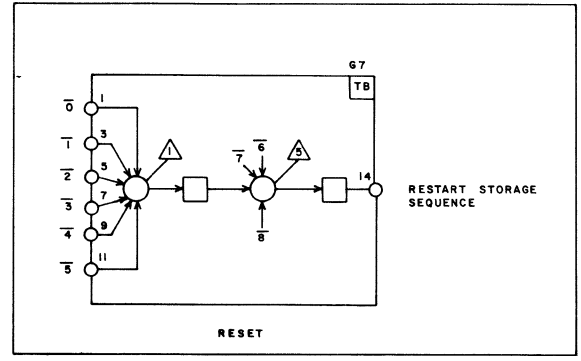 G7
TB
0̅ 1
1̅ 3
2̅ 5
3̅ 7
4̅ 9
5̅ 11
1
7̅ 6̅
8̅
5
14
RESTART STORAGE
SEQUENCE
RESET